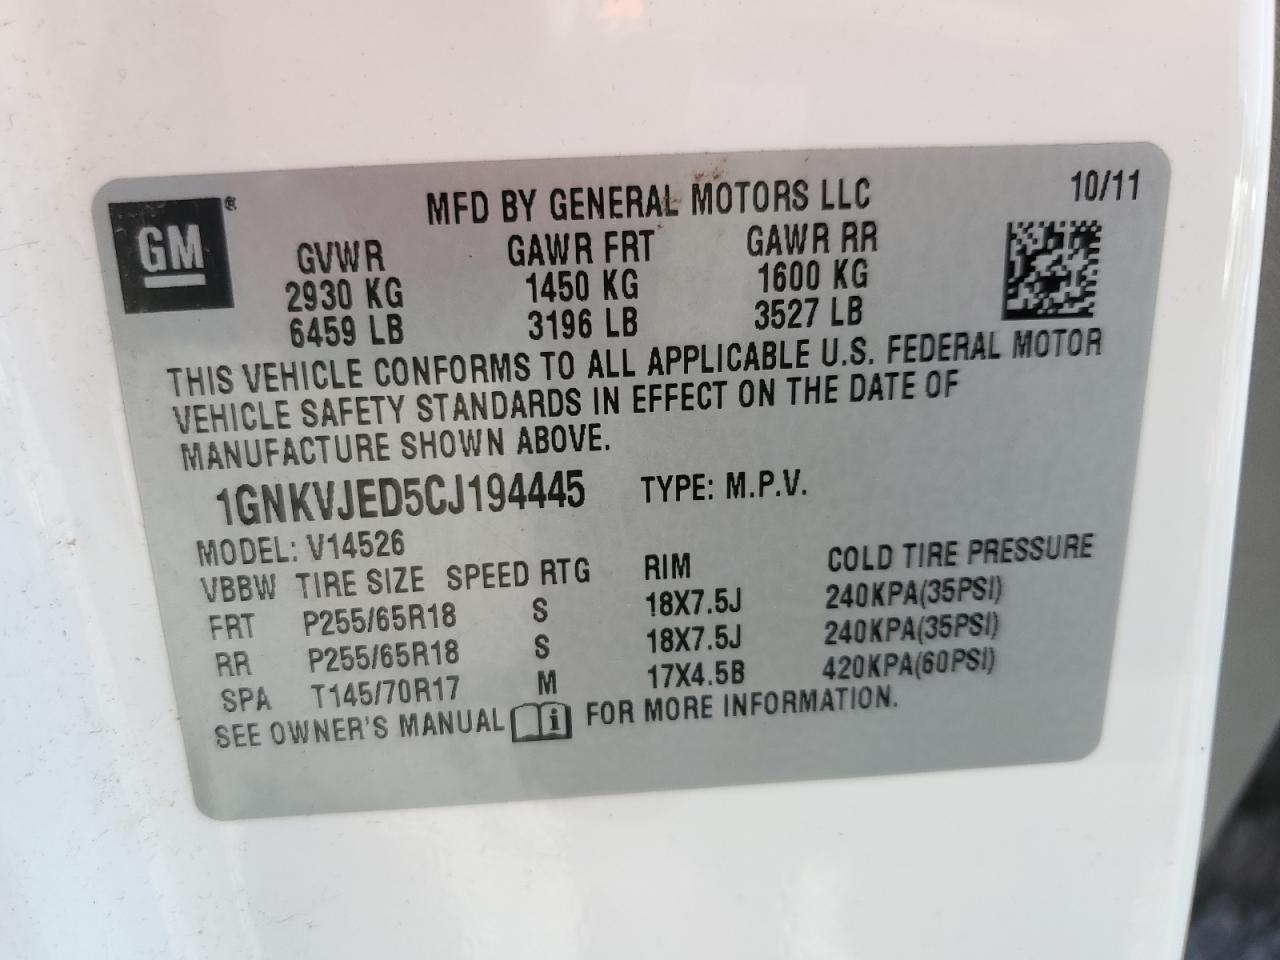 GM ®
MFD BY GENERAL MOTORS LLC 10/11
GVWR GAWR FRT GAWR RR
2930 KG 1450 KG 1600 KG
6459 LB 3196 LB 3527 LB
THIS VEHICLE CONFORMS TO ALL APPLICABLE U.S. FEDERAL MOTOR
VEHICLE SAFETY STANDARDS IN EFFECT ON THE DATE OF
MANUFACTURE SHOWN ABOVE.
1GNKVJED5CJ194445 TYPE: M.P.V.
MODEL: V14526
VBBW TIRE SIZE SPEED RTG RIM COLD TIRE PRESSURE
FRT P255/65R18 S 18X7.5J 240KPA(35PSI)
RR P255/65R18 S 18X7.5J 240KPA(35PSI)
SPA T145/70R17 M 17X4.5B 420KPA(60PSI)
SEE OWNER'S MANUAL i FOR MORE INFORMATION.